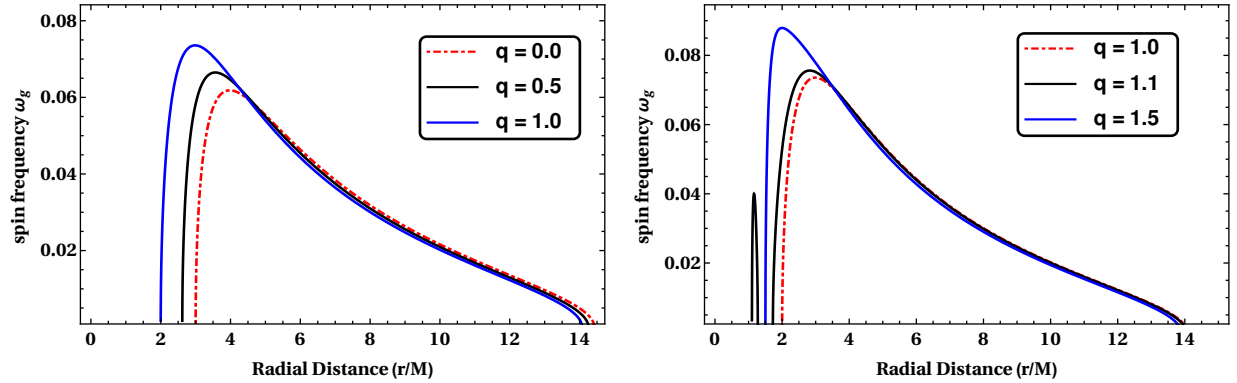 0.08
0.06
0.04
0.02
spin frequency ω_g
q = 0.0
q = 0.5
q = 1.0
0 2 4 6 8 10 12 14
Radial Distance (r/M)
0.08
0.06
0.04
0.02
spin frequency ω_g
q = 1.0
q = 1.1
q = 1.5
0 2 4 6 8 10 12 14
Radial Distance (r/M)